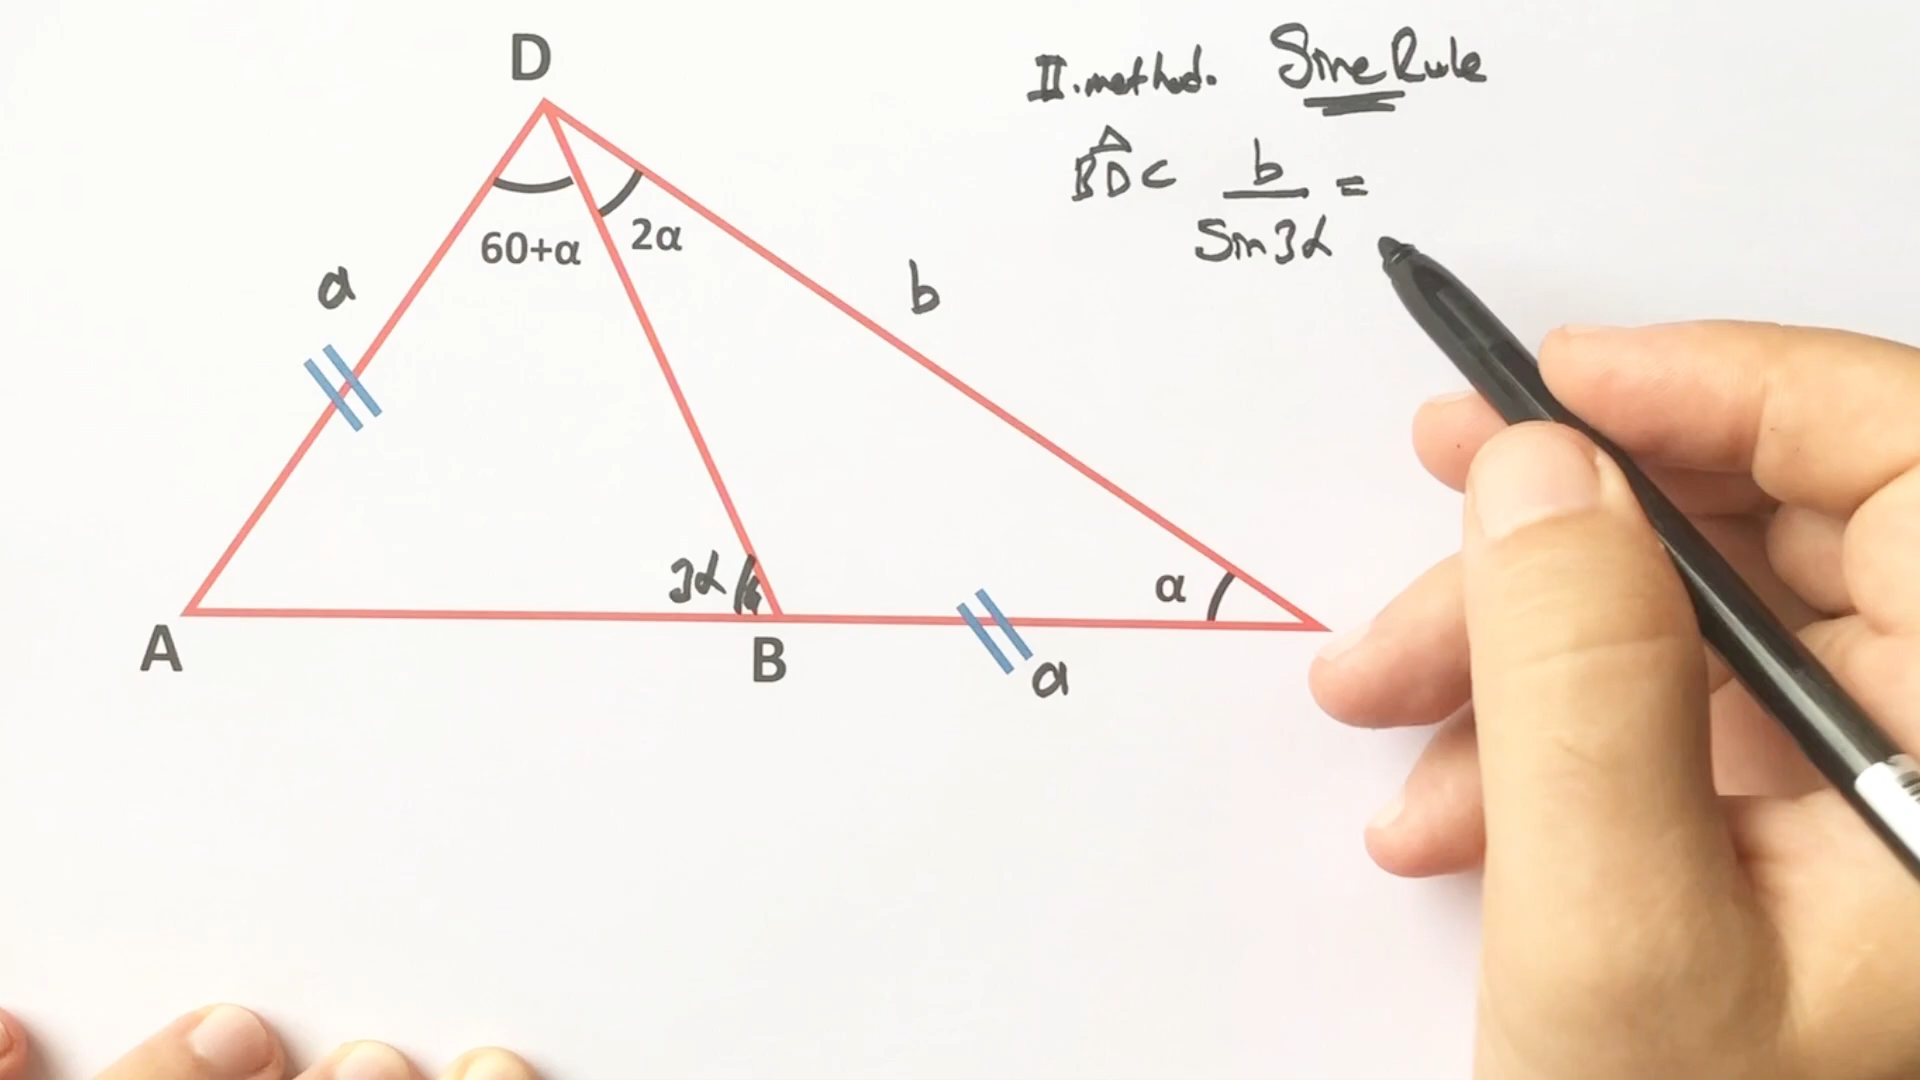 D
II. method. Sine Rule
BDC b/Sin3α =
60+α
2α
a
b
3α
α
A
B
a